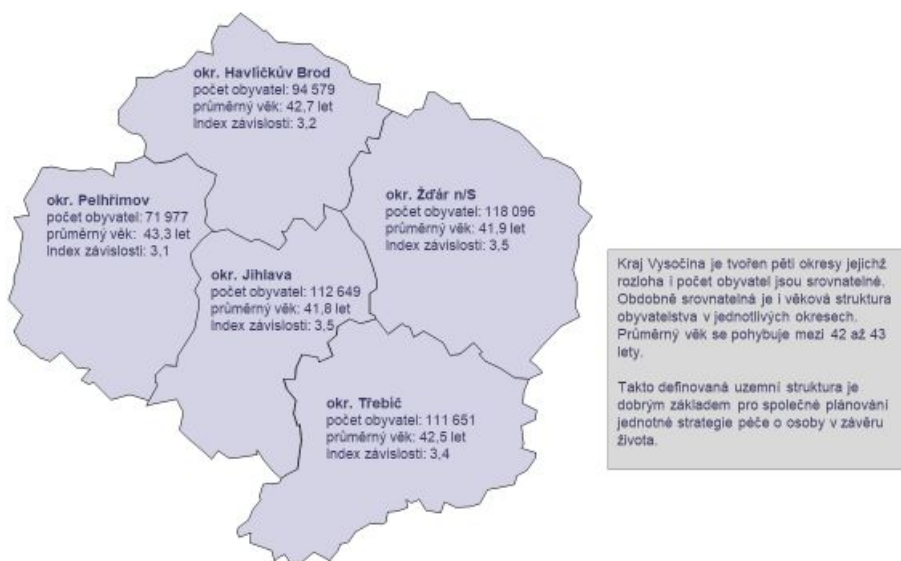 okr. Havlíčkův Brod
počet obyvatel: 94 579
průměrný věk: 42,7 let
Index závislosti: 3,2
okr. Pelhřimov
počet obyvatel: 71 977
průměrný věk: 43,3 let
Index závislosti: 3,1
okr. Žďár n/S
počet obyvatel: 118 096
průměrný věk: 41,9 let
Index závislosti: 3,5
okr. Jihlava
počet obyvatel: 112 649
průměrný věk: 41,8 let
Index závislosti: 3,5
okr. Třebíč
počet obyvatel: 111 651
průměrný věk: 42,5 let
Index závislosti: 3,4
Kraj Vysočina je tvořen pěti okresy jejichž
rozloha i počet obyvatel jsou srovnatelné.
Obdobně srovnatelná je i věková struktura
obyvatelstva v jednotlivých okresech.
Průměrný věk se pohybuje mezi 42 až 43
lety.
Takto definovaná uzemní struktura je
dobrým základem pro společné plánování
jednotné strategie péče o osoby v závěru
života.